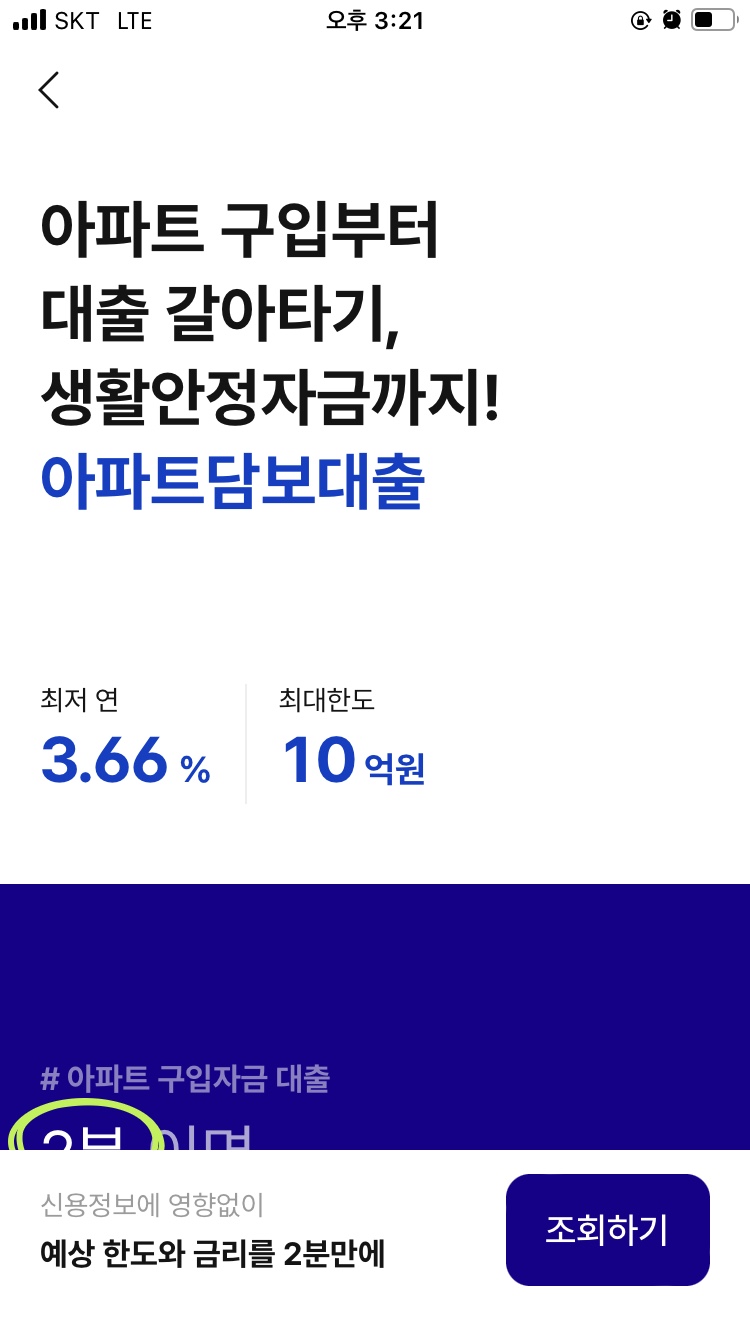 SKT LTE 오후 3:21
아파트 구입부터
대출 갈아타기,
생활안정자금까지!
아파트담보대출
최저 연
3.66 %
최대한도
10 억원
# 아파트 구입자금 대출
2분이면
신용정보에 영향없이
예상 한도와 금리를 2분만에
조회하기